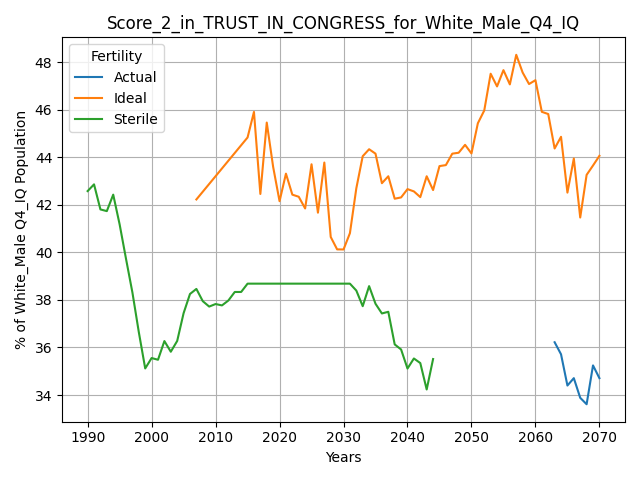 Score_2_in_TRUST_IN_CONGRESS_for_White_Male_Q4_IQ
Fertility
Actual
Ideal
Sterile
% of White_Male Q4_IQ Population
48
46
44
42
40
38
36
34
1990
2000
2010
2020
2030
2040
2050
2060
2070
Years